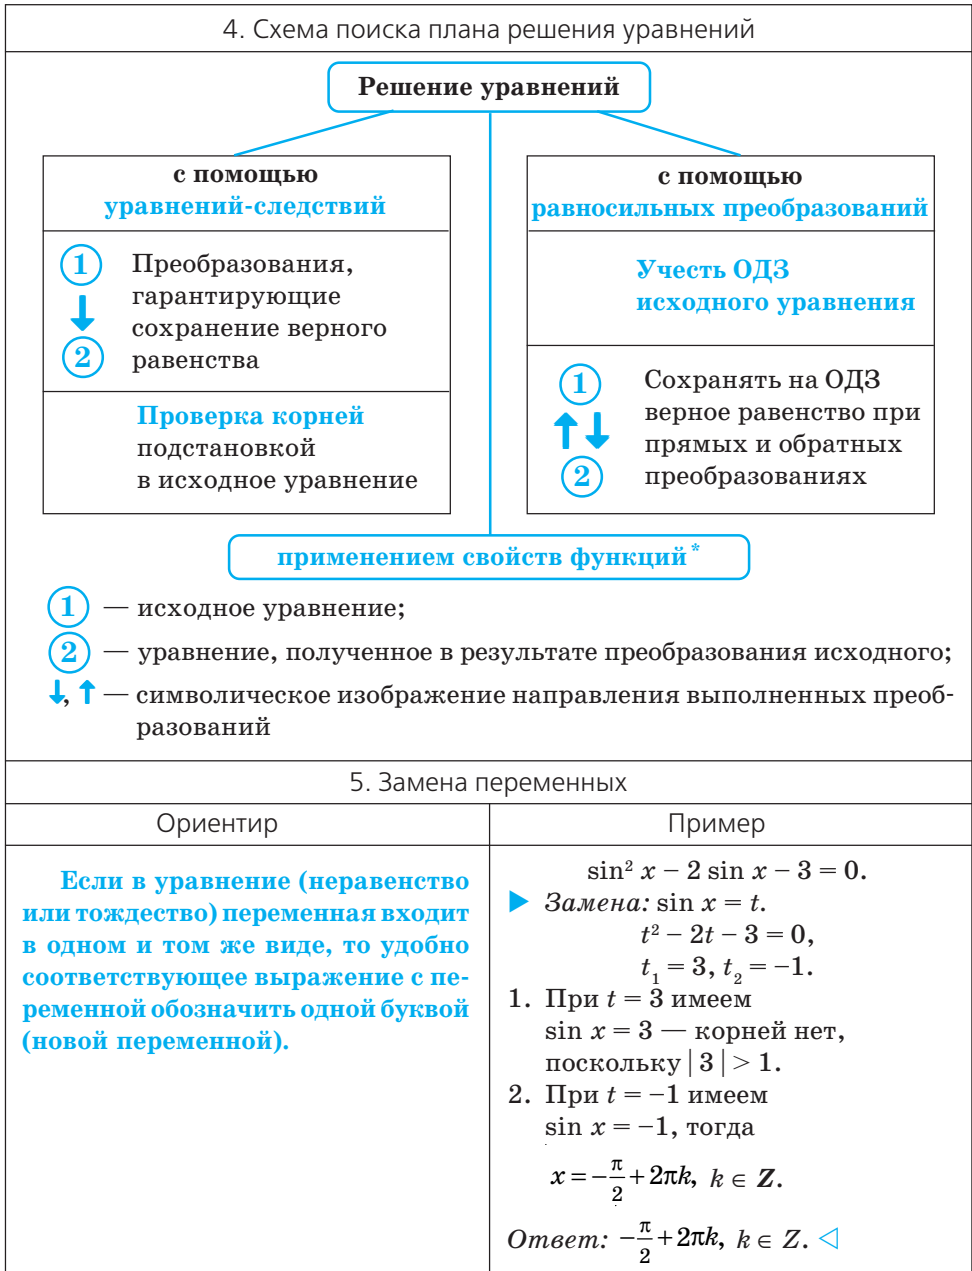 4. Схема поиска плана решения уравнений
Решение уравнений
с помощью
уравнений-следствий
1
Преобразования,
гарантирующие
сохранение верного
2
равенства
Проверка корней
подстановкой
в исходное уравнение
с помощью
равносильных преобразований
Учесть ОДЗ
исходного уравнения
1
Сохранять на ОДЗ
верное равенство при
прямых и обратных
2
преобразованиях
применением свойств функций*
1 — исходное уравнение;
2 — уравнение, полученное в результате преобразования исходного;
↓, ↑ — символическое изображение направления выполненных преоб-
разований
5. Замена переменных
Ориентир
Если в уравнение (неравенство
или тождество) переменная входит
в одном и том же виде, то удобно
соответствующее выражение с пе-
ременной обозначить одной буквой
(новой переменной).
Пример
sin² x − 2 sin x − 3 = 0.
▶ Замена: sin x = t.
t² − 2t − 3 = 0,
t₁ = 3, t₂ = −1.
1. При t = 3 имеем
sin x = 3 — корней нет,
поскольку | 3 | > 1.
2. При t = −1 имеем
sin x = −1, тогда
x = −π/2 + 2πk, k ∈ Z.
Ответ: −π/2 + 2πk, k ∈ Z. ◁